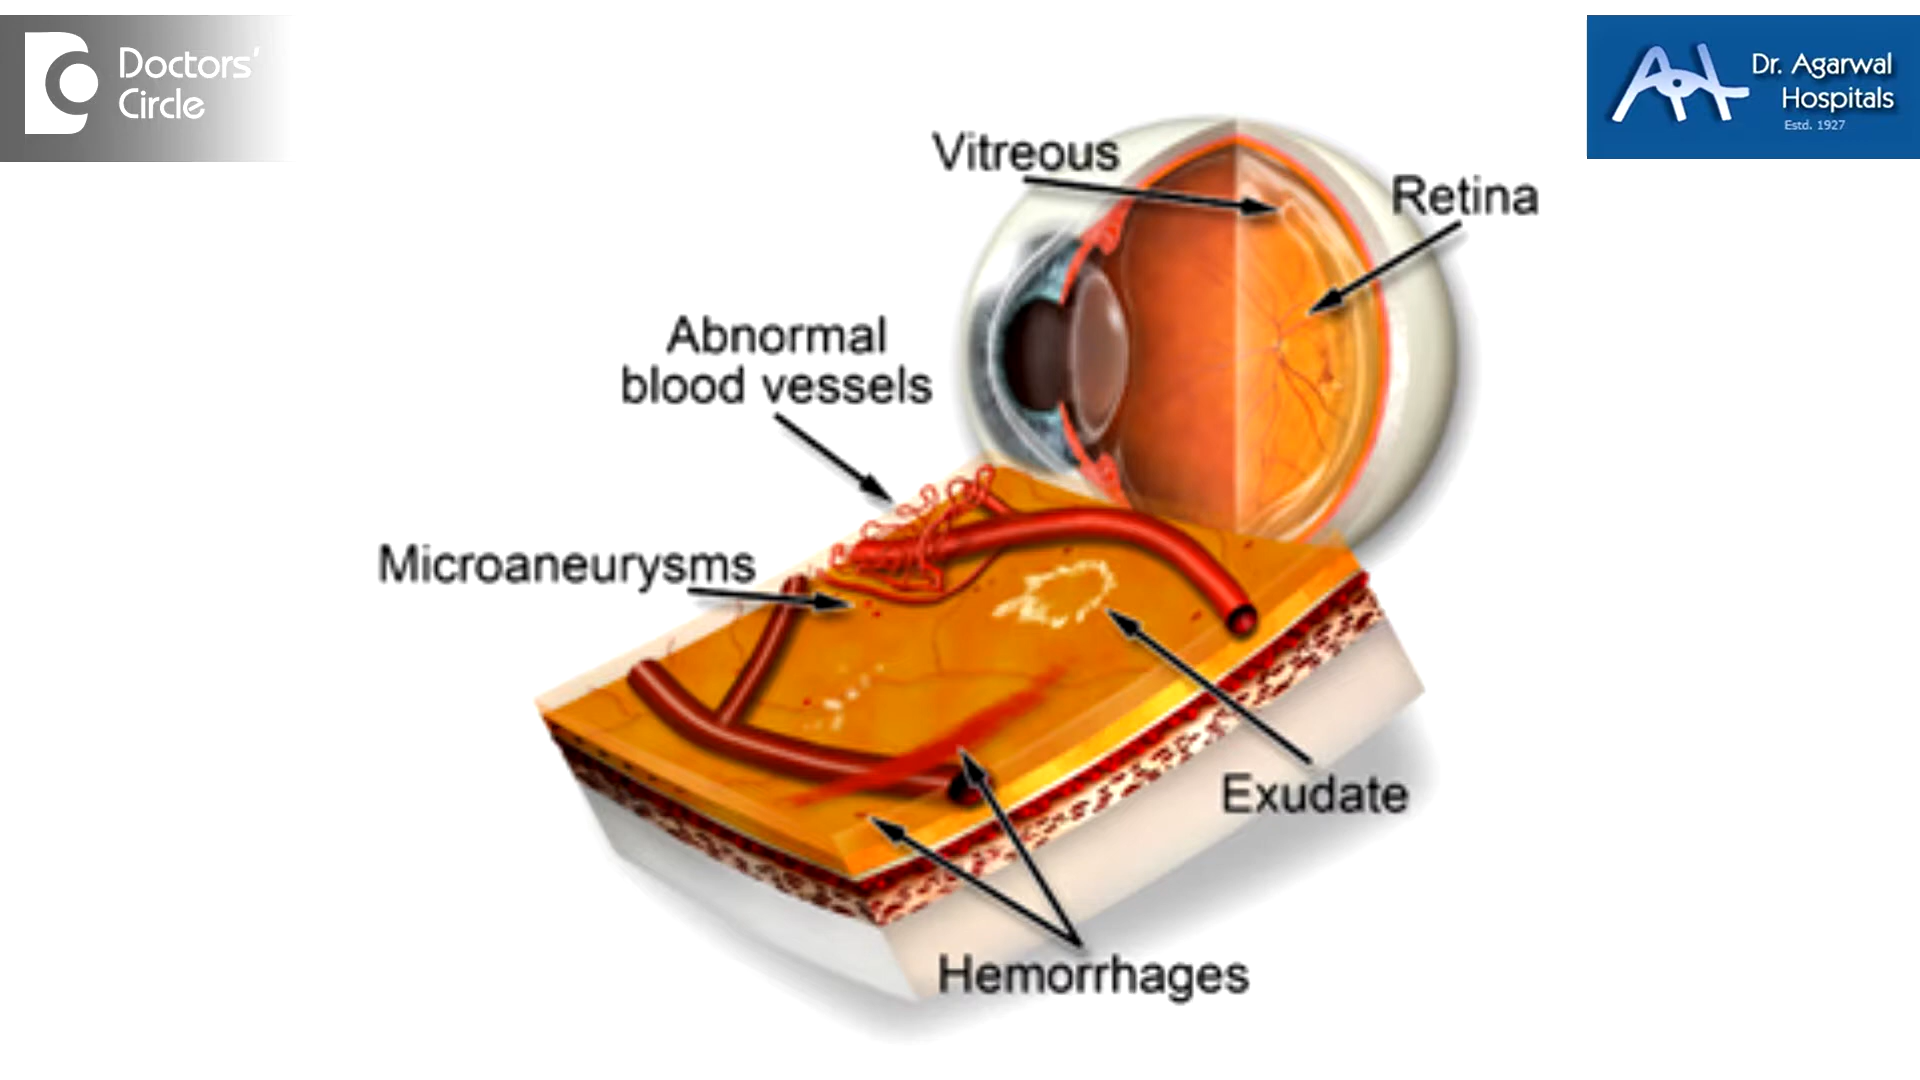 Doctors'
Circle
Dr. Agarwal
Hospitals
Estd. 1927
Vitreous
Retina
Abnormal
blood vessels
Microaneurysms
Exudate
Hemorrhages